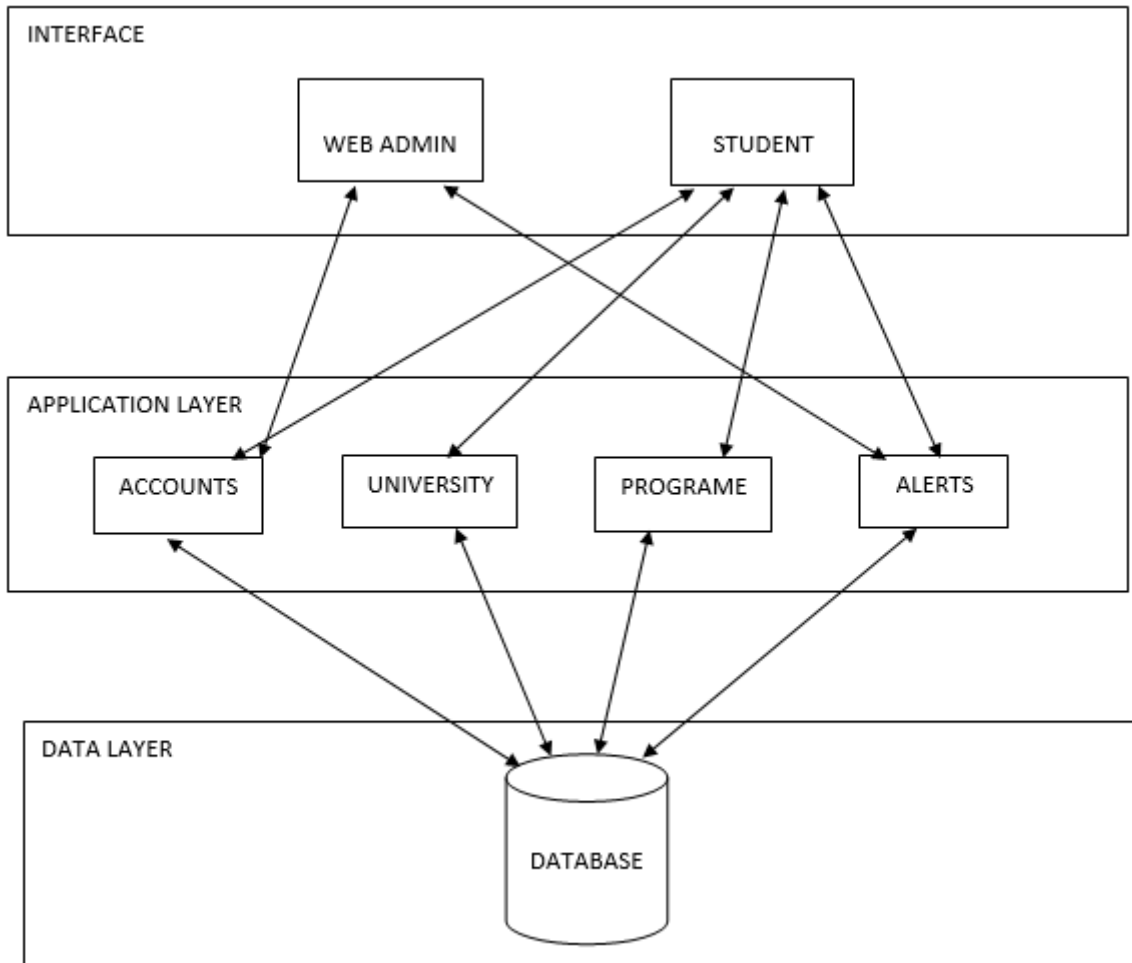 INTERFACE
WEB ADMIN
STUDENT
APPLICATION LAYER
ACCOUNTS
UNIVERSITY
PROGRAME
ALERTS
DATA LAYER
DATABASE